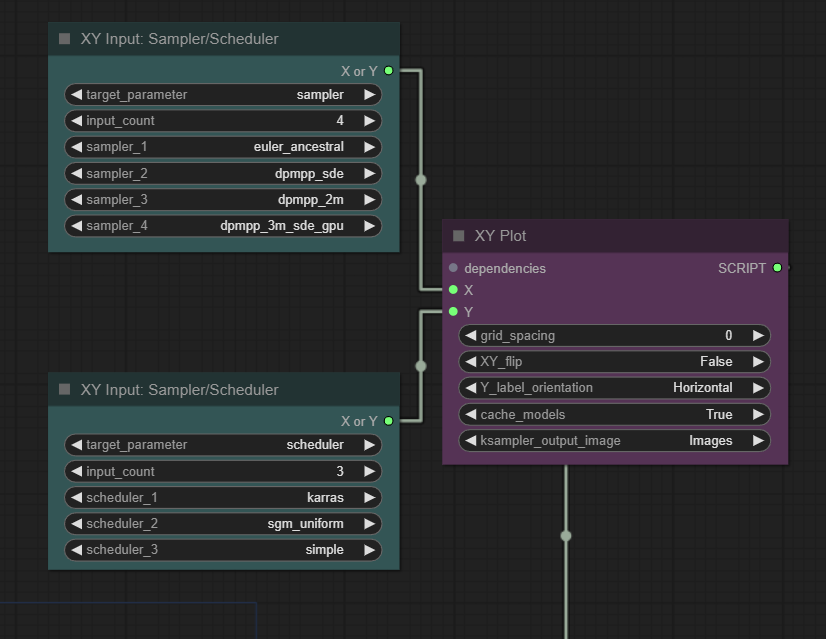 XY Input: Sampler/Scheduler
X or Y
target_parameter sampler
input_count 4
sampler_1 euler_ancestral
sampler_2 dpmpp_sde
sampler_3 dpmpp_2m
sampler_4 dpmpp_3m_sde_gpu
XY Plot
dependencies SCRIPT
X
Y
grid_spacing 0
XY_flip False
Y_label_orientation Horizontal
cache_models True
ksampler_output_image Images
XY Input: Sampler/Scheduler
X or Y
target_parameter scheduler
input_count 3
scheduler_1 karras
scheduler_2 sgm_uniform
scheduler_3 simple